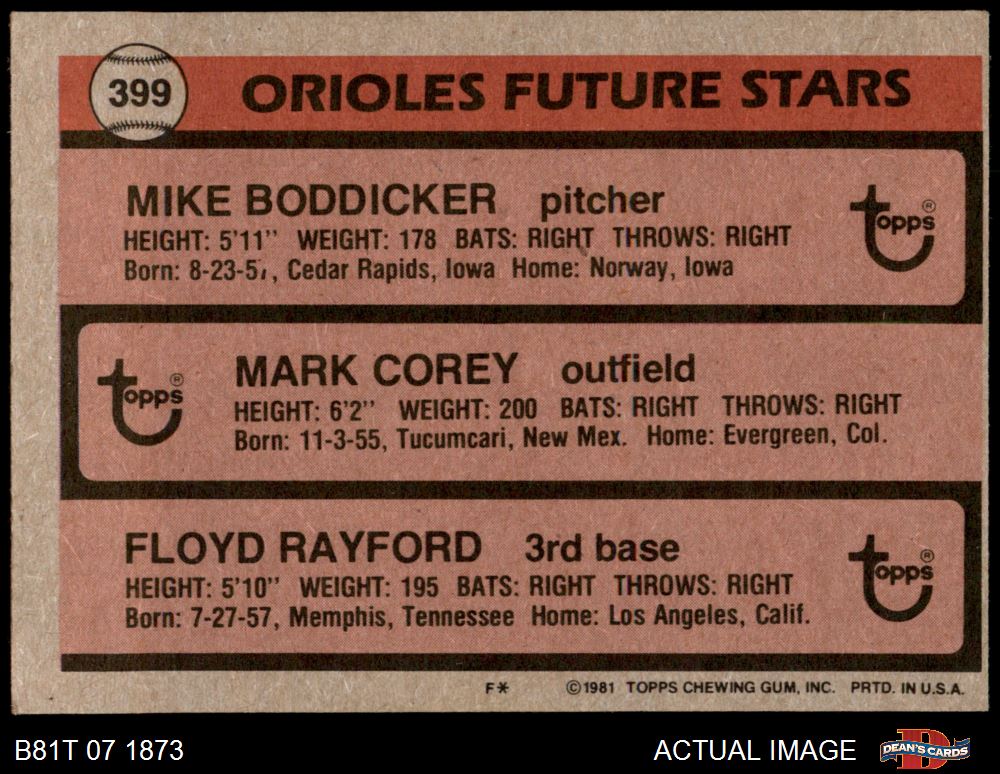 399
ORIOLES FUTURE STARS
MIKE BODDICKER pitcher
HEIGHT: 5'11" WEIGHT: 178 BATS: RIGHT THROWS: RIGHT
Born: Cedar Rapids, Iowa Home: Norway, Iowa
topps®
MARK COREY outfield
HEIGHT: 6'2" WEIGHT: 200 BATS: RIGHT THROWS: RIGHT
Born: 11-3-55, Tucumcari, New Mex. Home: Evergreen, Col.
topps®
FLOYD RAYFORD 3rd base
HEIGHT: 5'10" WEIGHT: 195 BATS: RIGHT THROWS: RIGHT
Born: 7-27-57, Memphis, Tennessee Home: Los Angeles, Calif.
topps®
F* ©1981 TOPPS CHEWING GUM, INC. PRTD. IN U.S.A.
B81T 07 1873 ACTUAL IMAGE DEAN'S CARDS